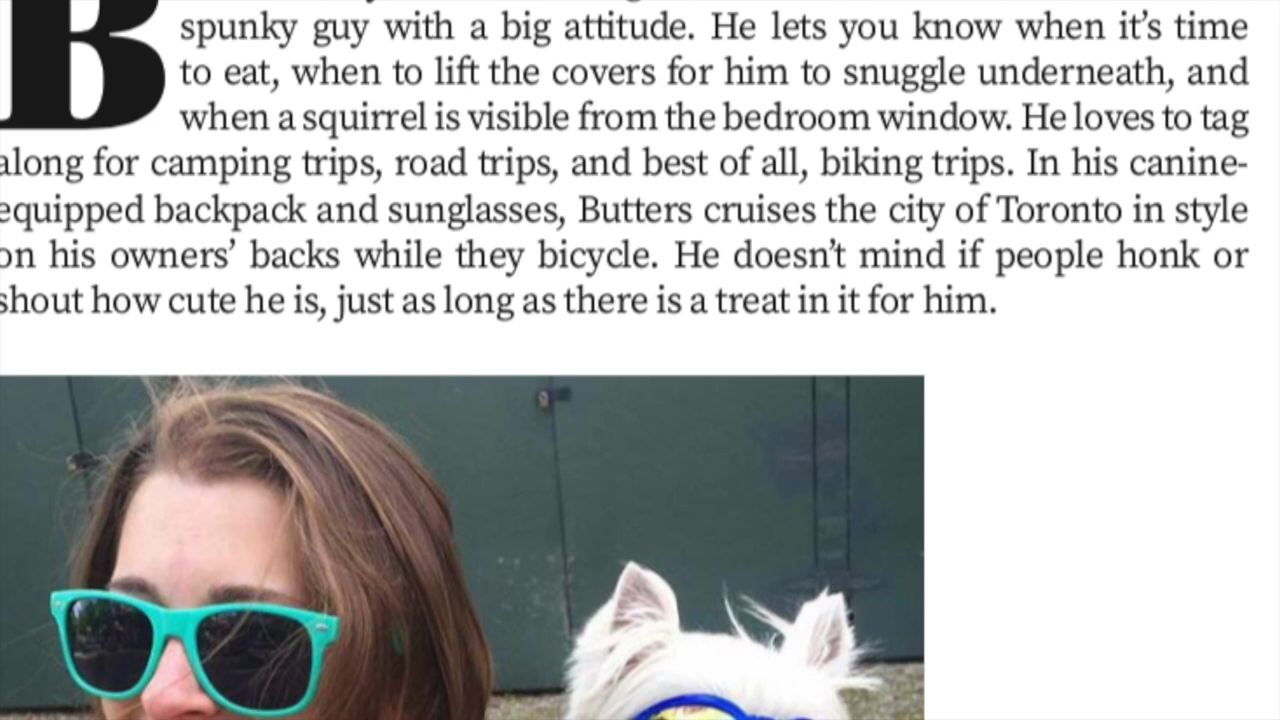 B
spunky guy with a big attitude. He lets you know when it’s time
to eat, when to lift the covers for him to snuggle underneath, and
when a squirrel is visible from the bedroom window. He loves to tag
along for camping trips, road trips, and best of all, biking trips. In his canine-
equipped backpack and sunglasses, Butters cruises the city of Toronto in style
on his owners’ backs while they bicycle. He doesn’t mind if people honk or
shout how cute he is, just as long as there is a treat in it for him.